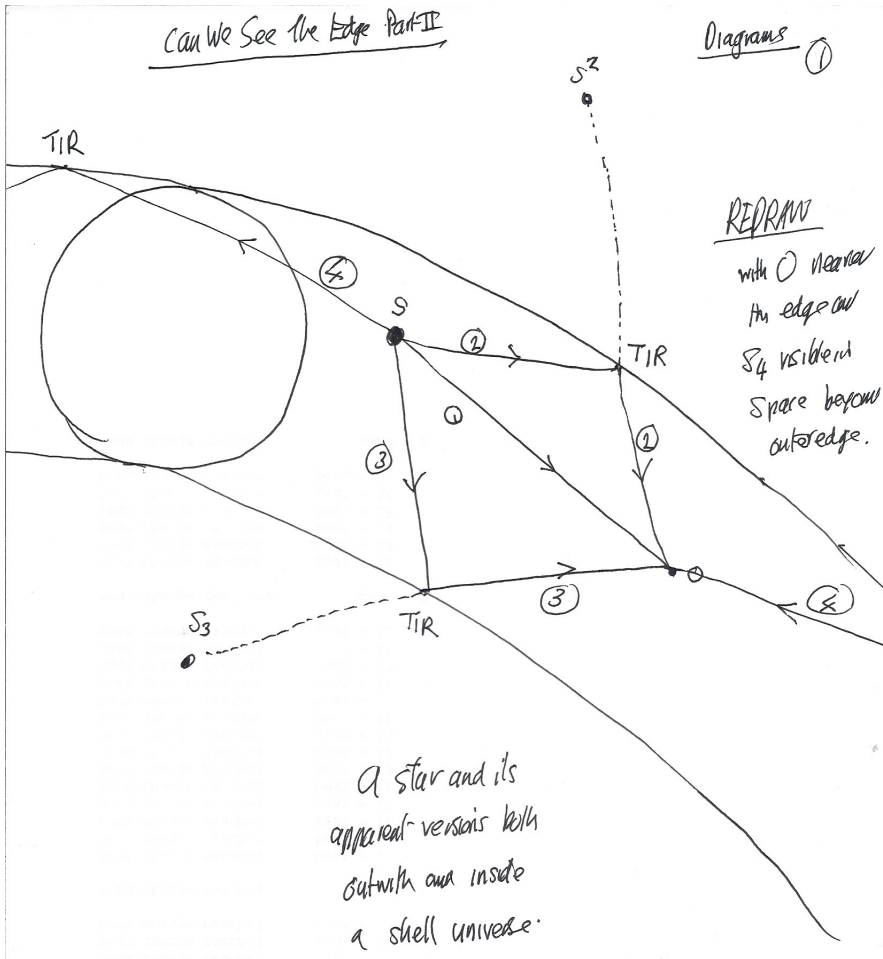 Can We See The Edge Part II
Diagrams ①
S2
TIR
REDRAW
with O nearer
the edge and
S4 visible in
Space beyond
outer edge.
④
S
②
TIR
①
②
③
O
④
③
TIR
S3
A star and its
apparent versions both
outwith and inside
a shell universe.